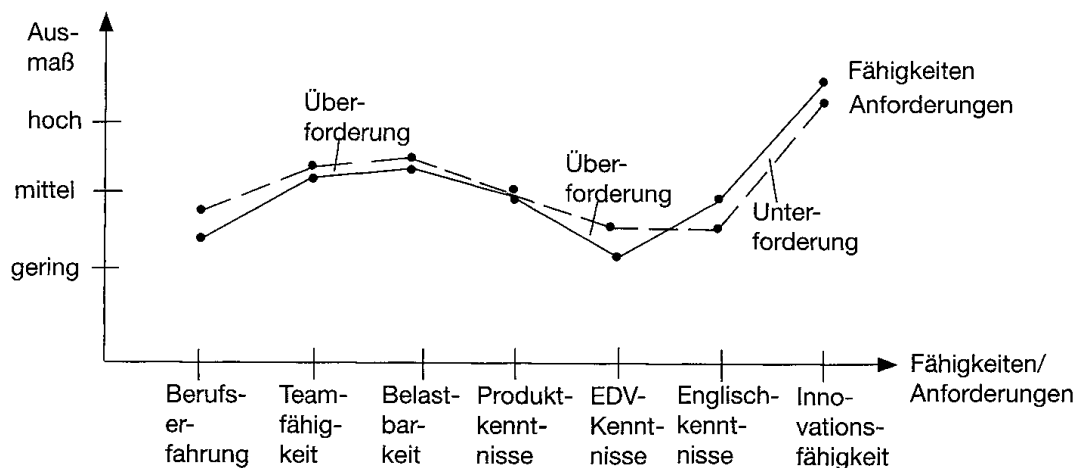 Aus-
maß
hoch
mittel
gering
Über-
forderung
Über-
forderung
Unter-
forderung
Fähigkeiten
Anforderungen
Berufs-
er-
fahrung
Team-
fähig-
keit
Belast-
bar-
keit
Produkt-
kennt-
nisse
EDV-
Kennt-
nisse
Englisch-
kennt-
nisse
Inno-
vations-
fähigkeit
Fähigkeiten/
Anforderungen